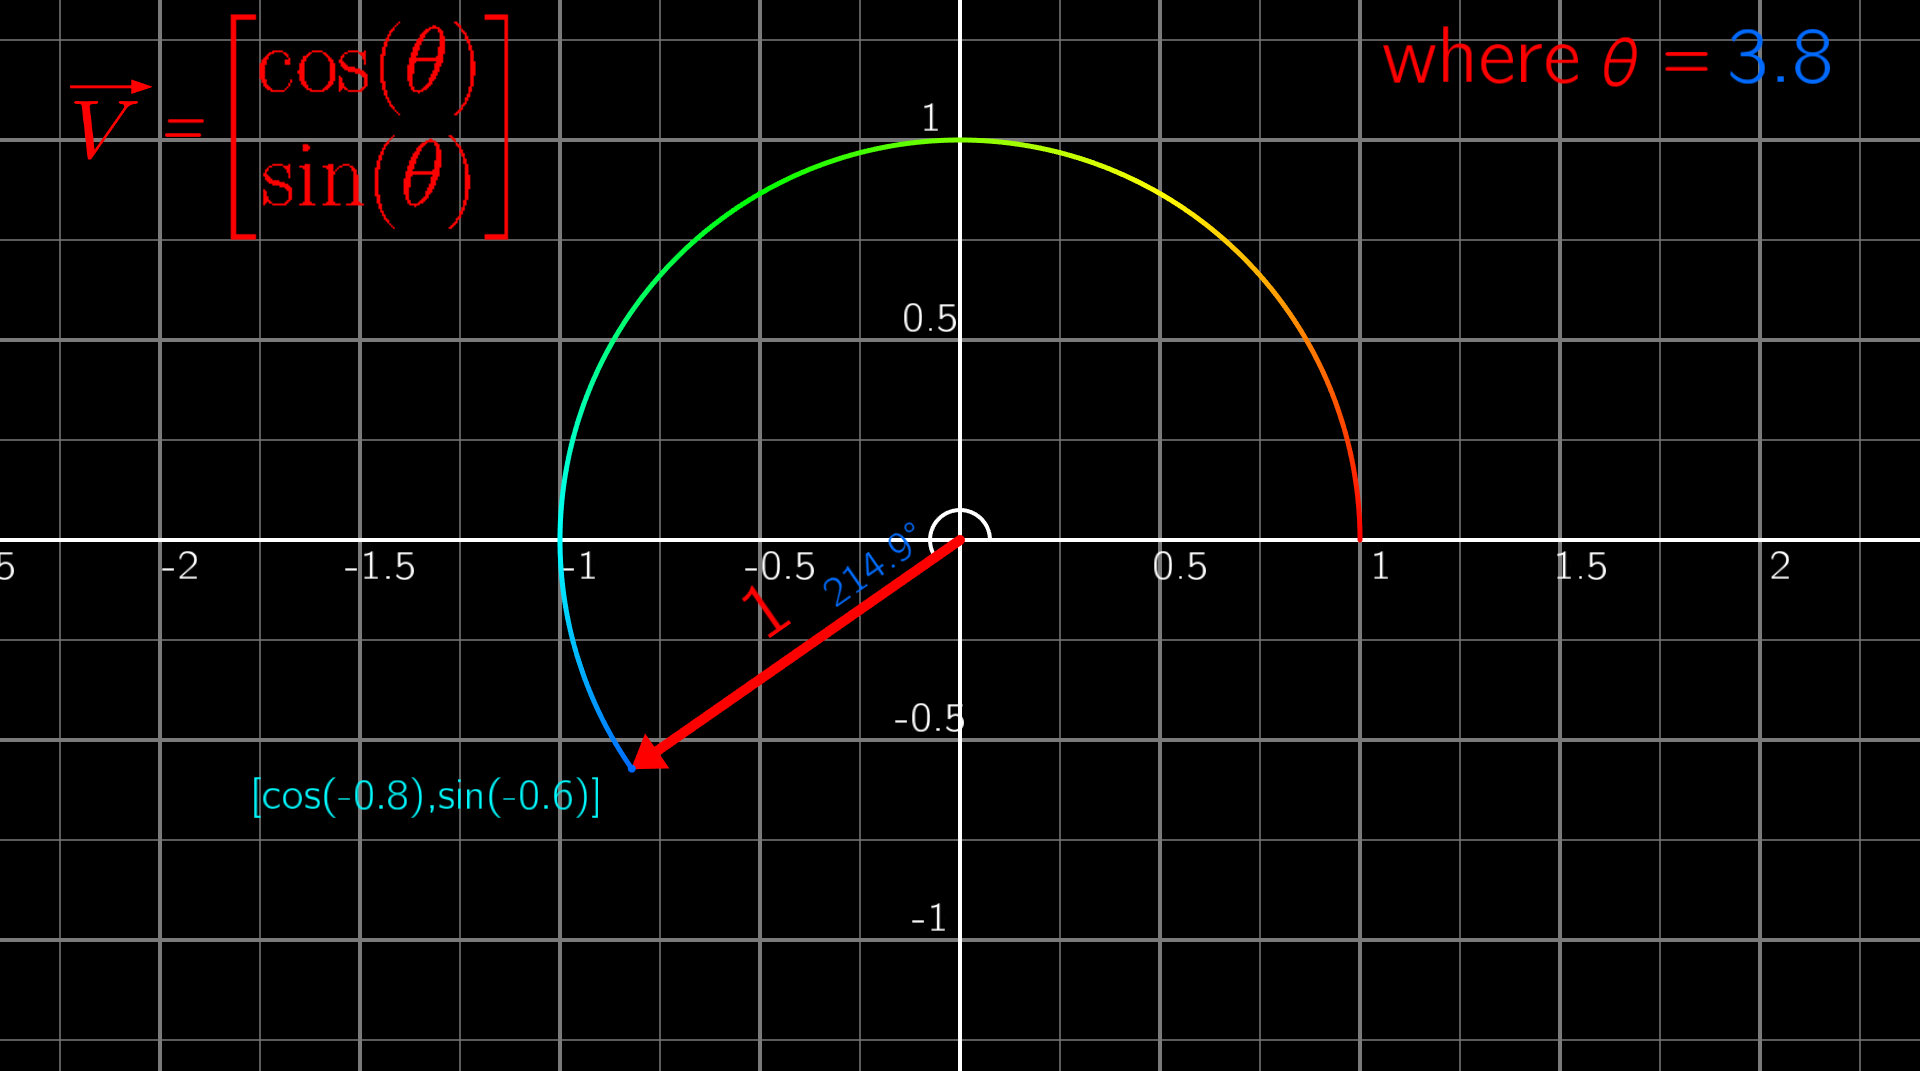 V = [cos(θ)
sin(θ)]
where θ = 3.8
1
0.5
5 -2 -1.5 -1 -0.5 0.5 1 1.5 2
214.9°
1
-0.5
[cos(-0.8),sin(-0.6)]
-1